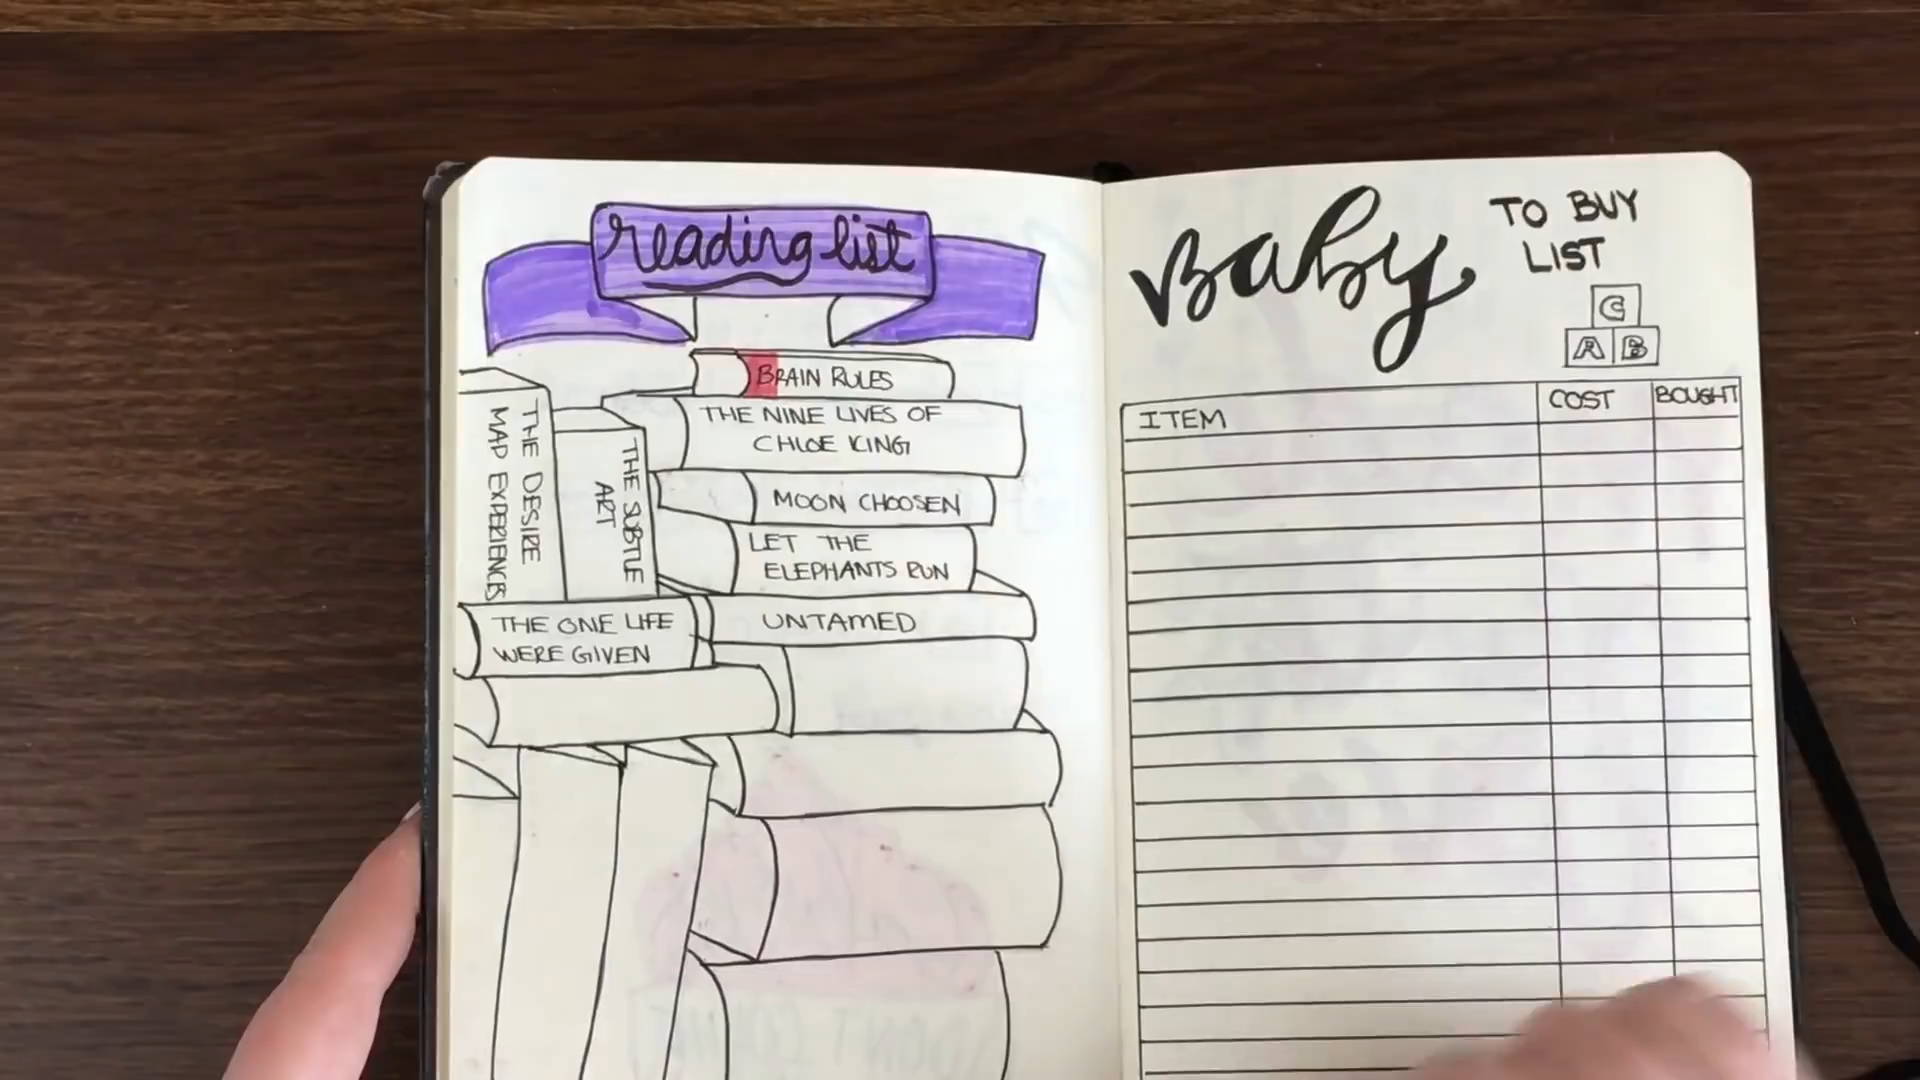 reading list
BRAIN RULES
THE NINE LIVES OF
CHLOE KING
MOON CHOOSEN
LET THE
ELEPHANTS RUN
UNTAMED
THE DESIRE
MAP EXPERIENCES
THE SUBTLE
ART
THE ONE LIFE
WERE GIVEN
Baby
TO BUY
LIST
C
A B
ITEM COST BOUGHT